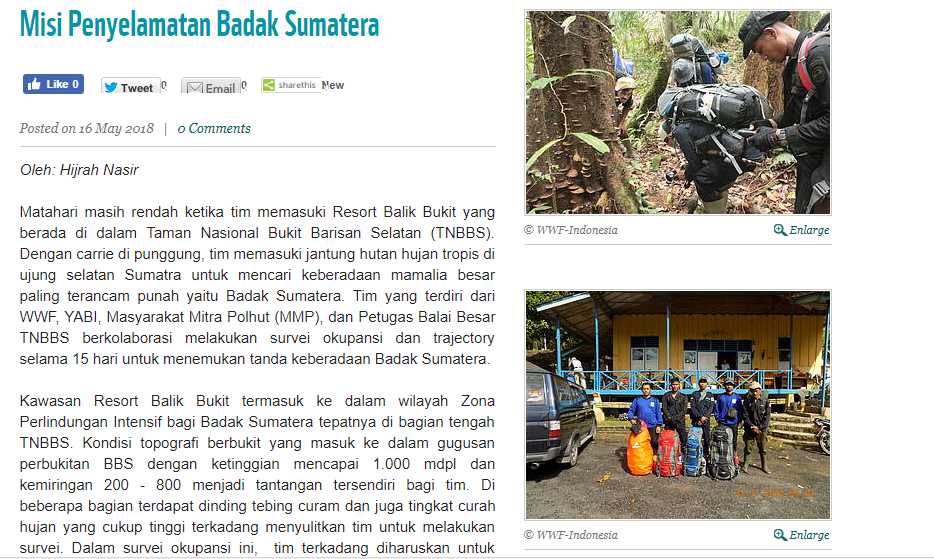 Misi Penyelamatan Badak Sumatera
Like 0 Tweet 0 Email 0 sharethis New
Posted on 16 May 2018 | 0 Comments
Oleh: Hijrah Nasir
Matahari masih rendah ketika tim memasuki Resort Balik Bukit yang
berada di dalam Taman Nasional Bukit Barisan Selatan (TNBBS).
Dengan carrie di punggung, tim memasuki jantung hutan hujan tropis di
ujung selatan Sumatra untuk mencari keberadaan mamalia besar
paling terancam punah yaitu Badak Sumatera. Tim yang terdiri dari
WWF, YABI, Masyarakat Mitra Polhut (MMP), dan Petugas Balai Besar
TNBBS berkolaborasi melakukan survei okupansi dan trajectory
selama 15 hari untuk menemukan tanda keberadaan Badak Sumatera.
Kawasan Resort Balik Bukit termasuk ke dalam wilayah Zona
Perlindungan Intensif bagi Badak Sumatera tepatnya di bagian tengah
TNBBS. Kondisi topografi berbukit yang masuk ke dalam gugusan
perbukitan BBS dengan ketinggian mencapai 1.000 mdpl dan
kemiringan 200 - 800 menjadi tantangan tersendiri bagi tim. Di
beberapa bagian terdapat dinding tebing curam dan juga tingkat curah
hujan yang cukup tinggi terkadang menyulitkan tim untuk melakukan
survei. Dalam survei okupansi ini, tim terkadang diharuskan untuk
© WWF-Indonesia Enlarge
© WWF-Indonesia Enlarge